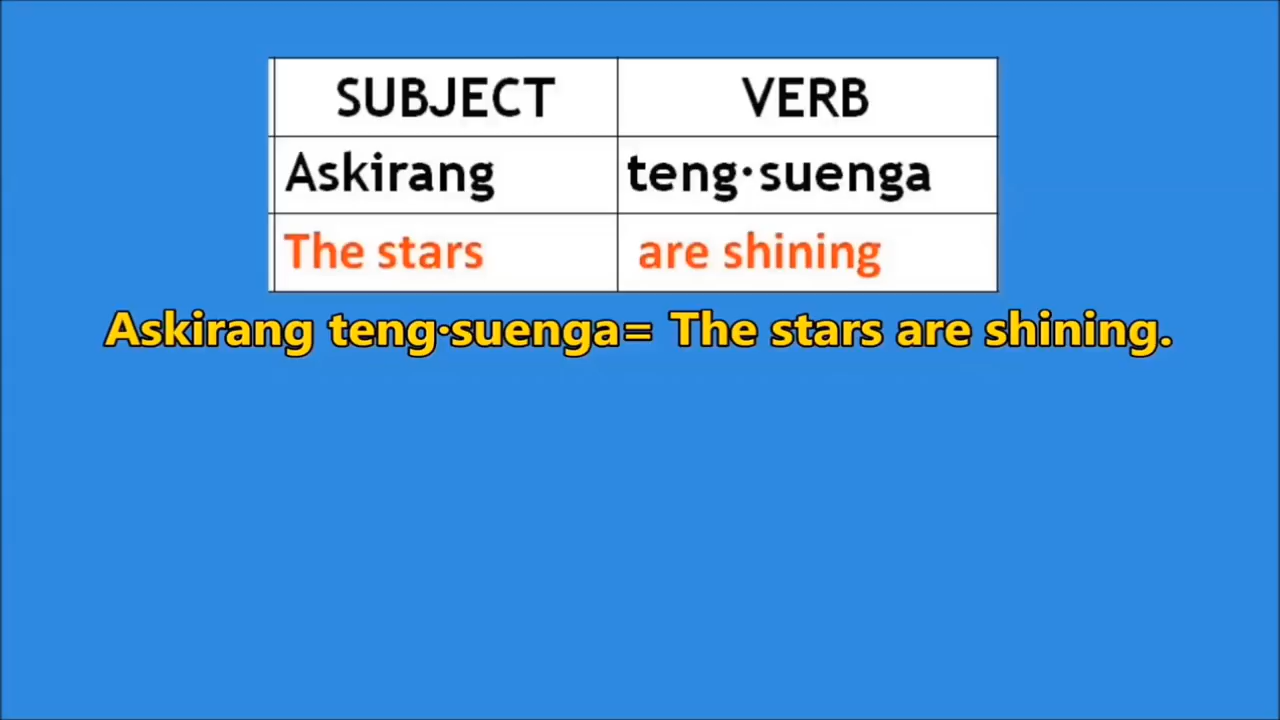 SUBJECT VERB
Askirang teng·suenga
The stars are shining
Askirang teng·suenga= The stars are shining.